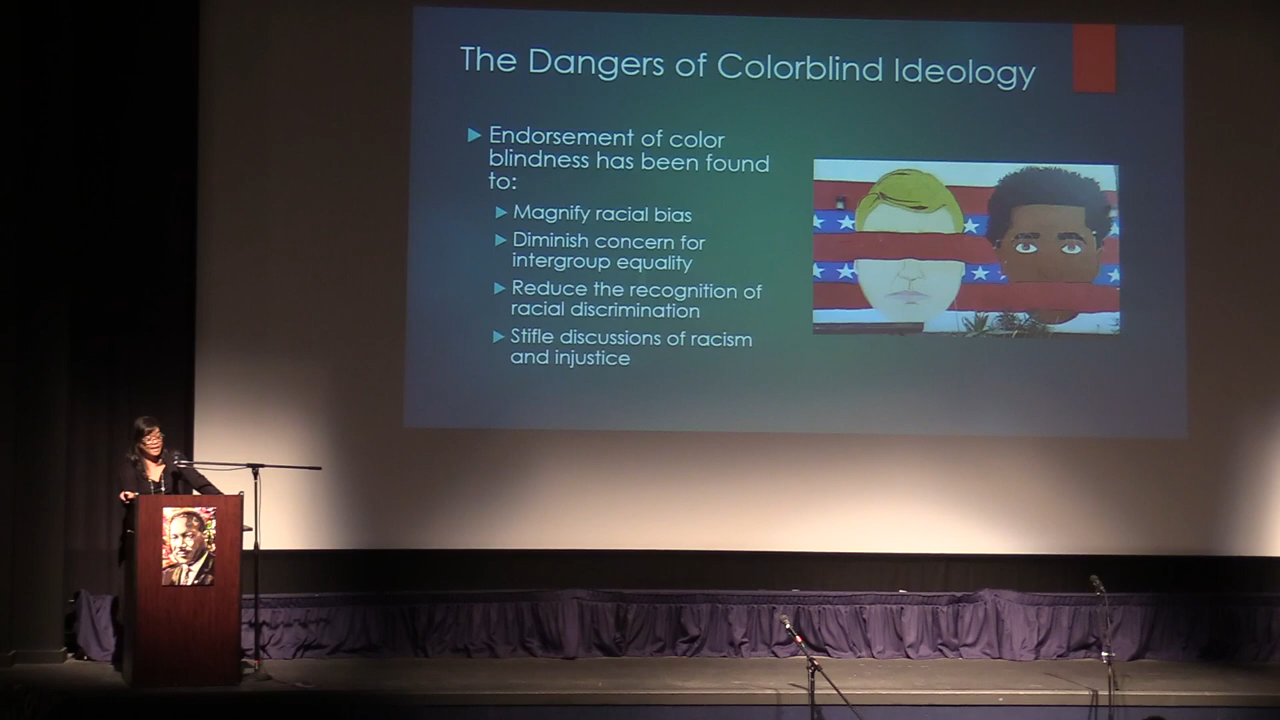 The Dangers of Colorblind Ideology
Endorsement of color
blindness has been found
to:
Magnify racial bias
Diminish concern for
intergroup equality
Reduce the recognition of
racial discrimination
Stifle discussions of racism
and injustice